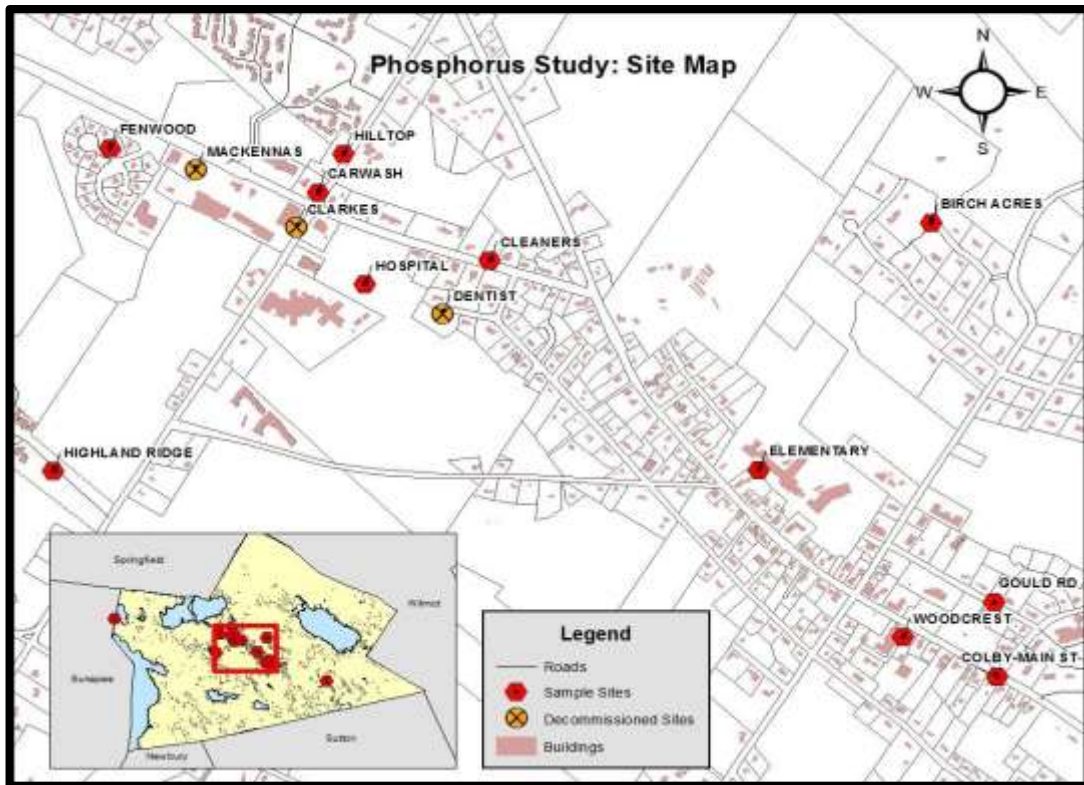 Phosphorus Study: Site Map
N
W
E
S
FENWOOD
MACKENNAS
HILLTOP
CARWASH
CLARKES
BIRCH ACRES
CLEANERS
HOSPITAL
DENTIST
HIGHLAND RIDGE
ELEMENTARY
GOULD RD
WOODCREST
COLBY-MAIN ST
Springfield
Wilmot
Sunapee
Sutton
Newbury
Legend
Roads
Sample Sites
Decommissioned Sites
Buildings